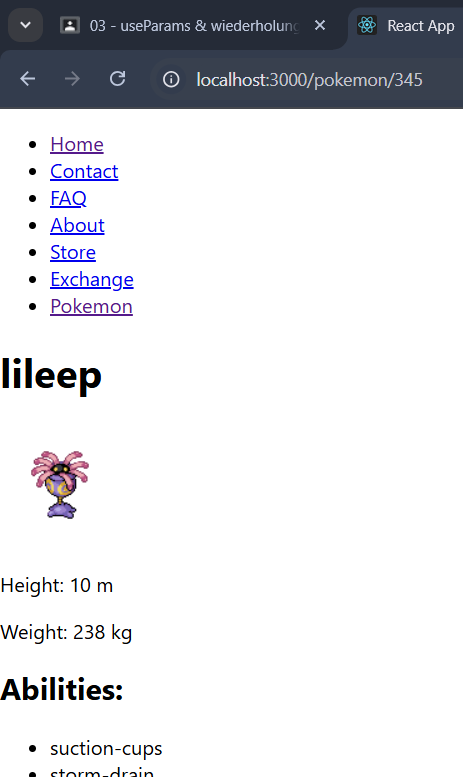 03 - useParams & wiederholung
React App
localhost:3000/pokemon/345
Home
Contact
FAQ
About
Store
Exchange
Pokemon
lileep
Height: 10 m
Weight: 238 kg
Abilities:
suction-cups
storm-drain